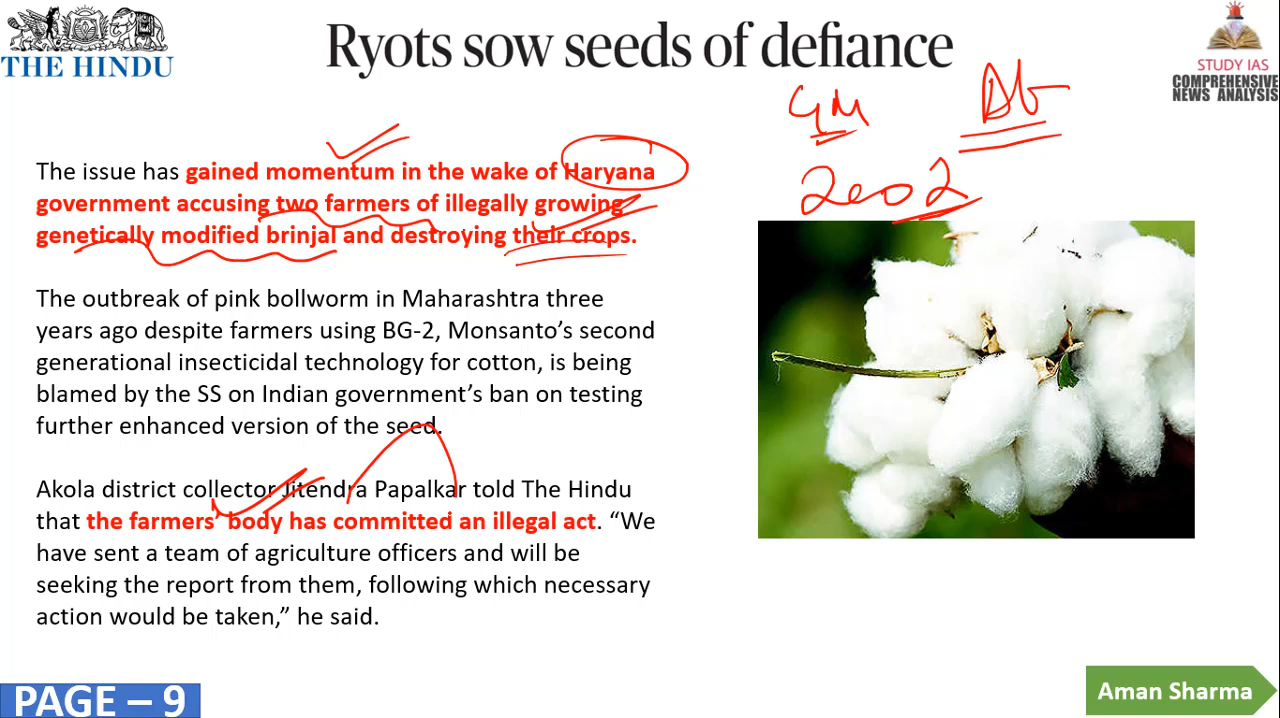 Ryots sow seeds of defiance
THE HINDU
STUDY IAS
COMPREHENSIVE
NEWS ANALYSIS
GM
2002
The issue has gained momentum in the wake of Haryana
government accusing two farmers of illegally growing
genetically modified brinjal and destroying their crops.
The outbreak of pink bollworm in Maharashtra three
years ago despite farmers using BG-2, Monsanto’s second
generational insecticidal technology for cotton, is being
blamed by the SS on Indian government’s ban on testing
further enhanced version of the seed.
Akola district collector Jitendra Papalkar told The Hindu
that the farmers’ body has committed an illegal act. “We
have sent a team of agriculture officers and will be
seeking the report from them, following which necessary
action would be taken,” he said.
PAGE – 9
Aman Sharma